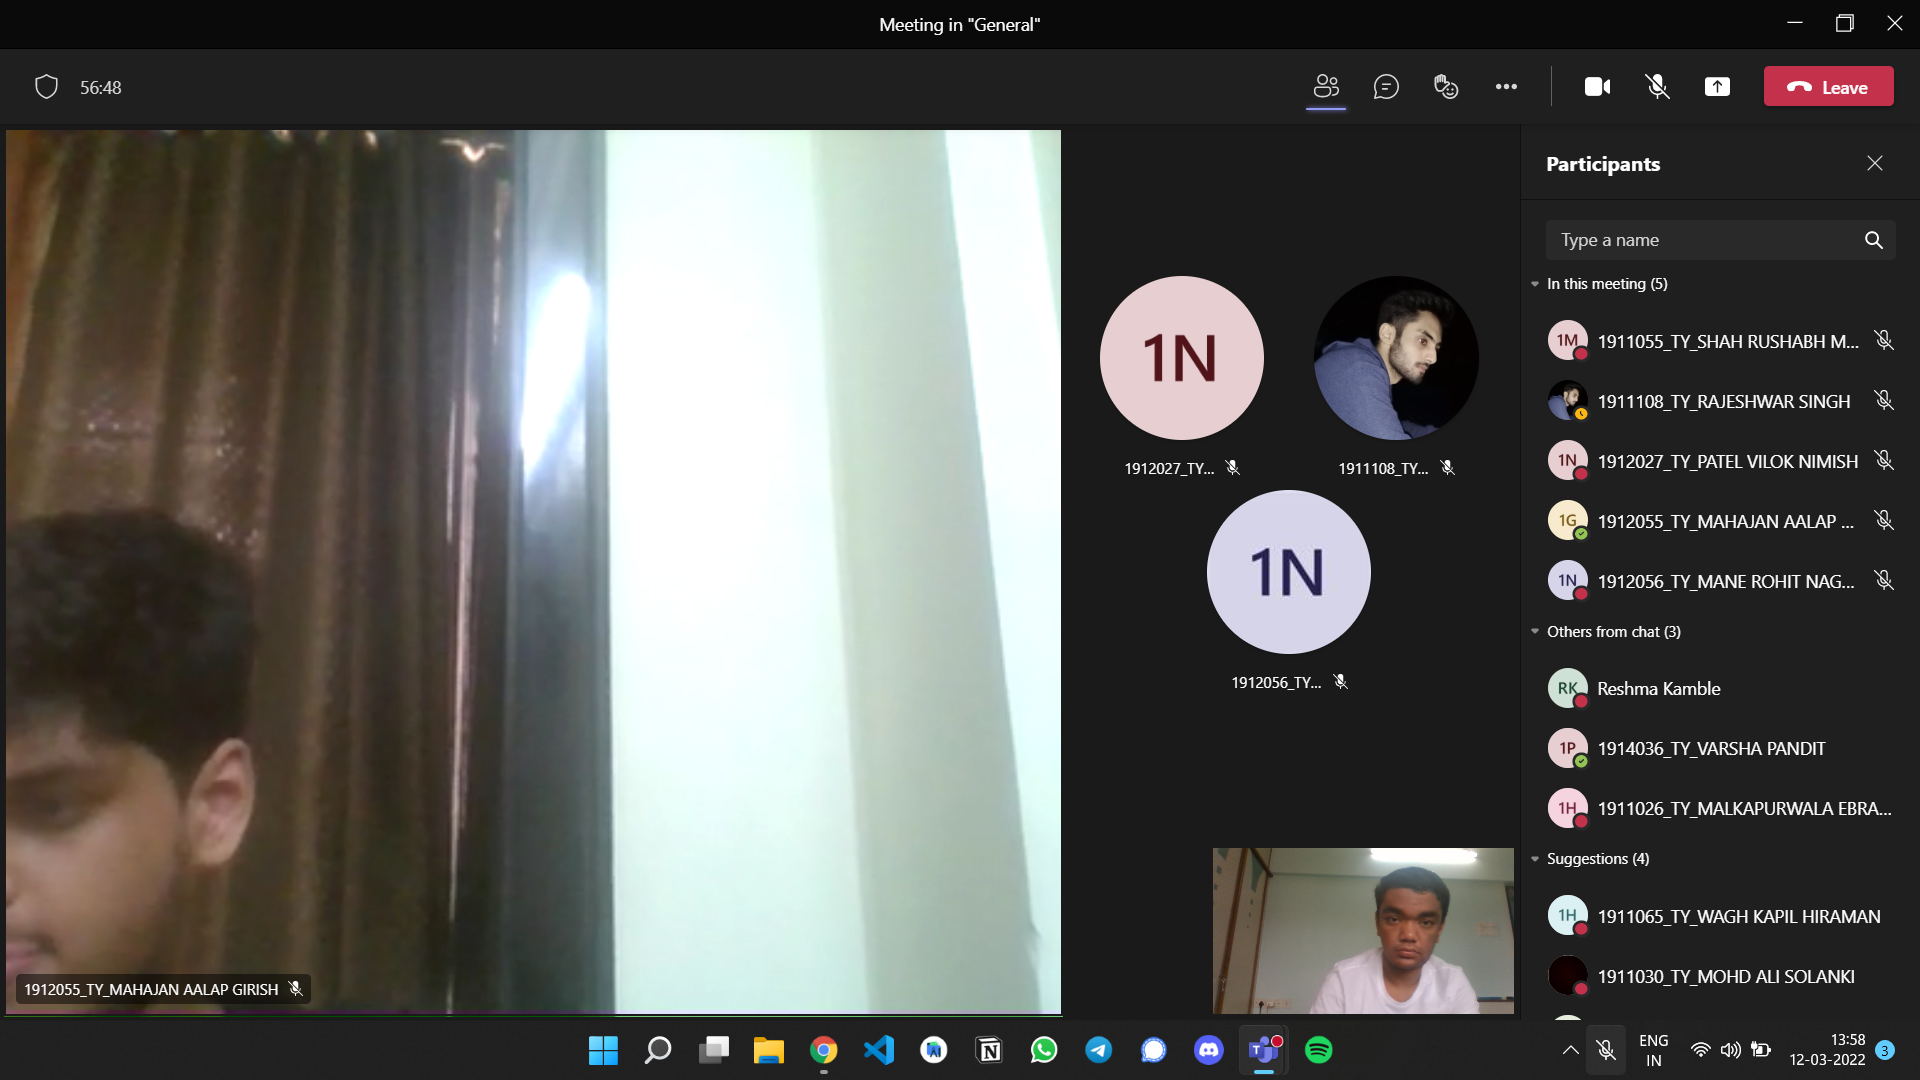 Meeting in "General"
56:48
Leave
Participants
Type a name
In this meeting (5)
1M
1911055_TY_SHAH RUSHABH M...
1911108_TY_RAJESHWAR SINGH
1N
1912027_TY_PATEL VILOK NIMISH
1G
1912055_TY_MAHAJAN AALAP ...
1N
1912056_TY_MANE ROHIT NAG...
Others from chat (3)
RK
Reshma Kamble
1P
1914036_TY_VARSHA PANDIT
1H
1911026_TY_MALKAPURWALA EBRA...
Suggestions (4)
1H
1911065_TY_WAGH KAPIL HIRAMAN
1911030_TY_MOHD ALI SOLANKI
1N
1912027_TY...
1911108_TY...
1N
1912056_TY...
1912055_TY_MAHAJAN AALAP GIRISH
ENG
IN
13:58
12-03-2022
3